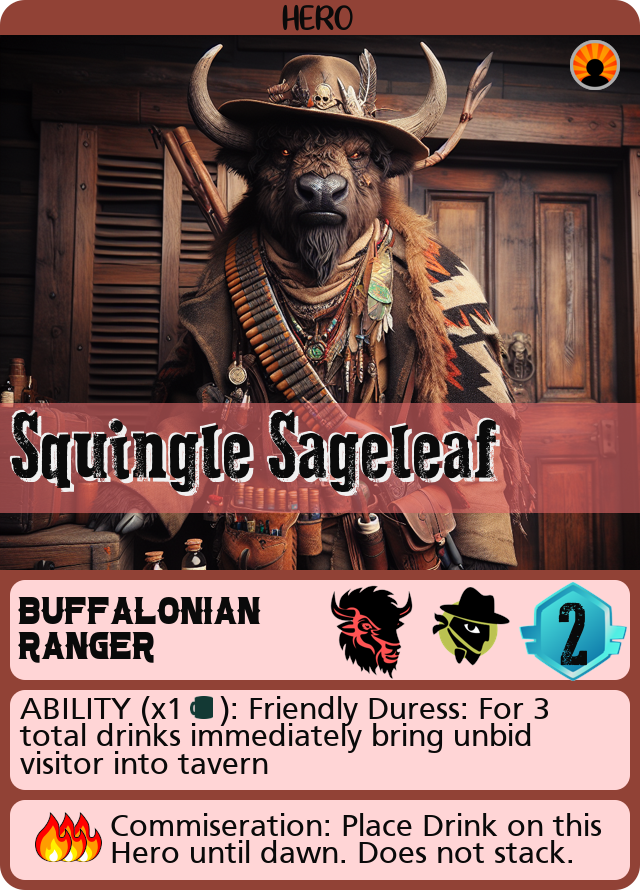 HERO
Squingle Sageleaf
BUFFALONIAN
RANGER
2
ABILITY (x1 ): Friendly Duress: For 3
total drinks immediately bring unbid
visitor into tavern
Commiseration: Place Drink on this
Hero until dawn. Does not stack.